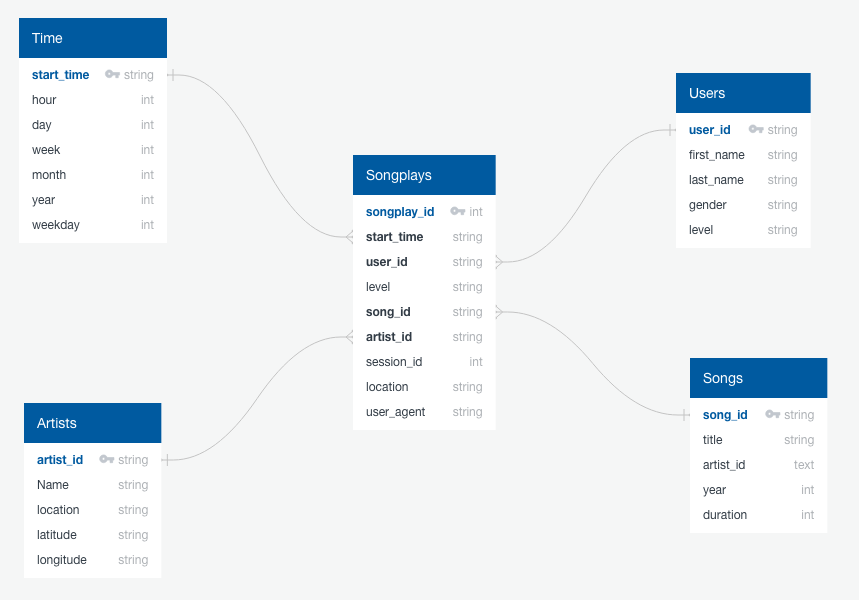 Time
start_time string
hour int
day int
week int
month int
year int
weekday int
Users
user_id string
first_name string
last_name string
gender string
level string
Songplays
songplay_id int
start_time string
user_id string
level string
song_id string
artist_id string
session_id int
location string
user_agent string
Artists
artist_id string
Name string
location string
latitude string
longitude string
Songs
song_id string
title string
artist_id text
year int
duration int